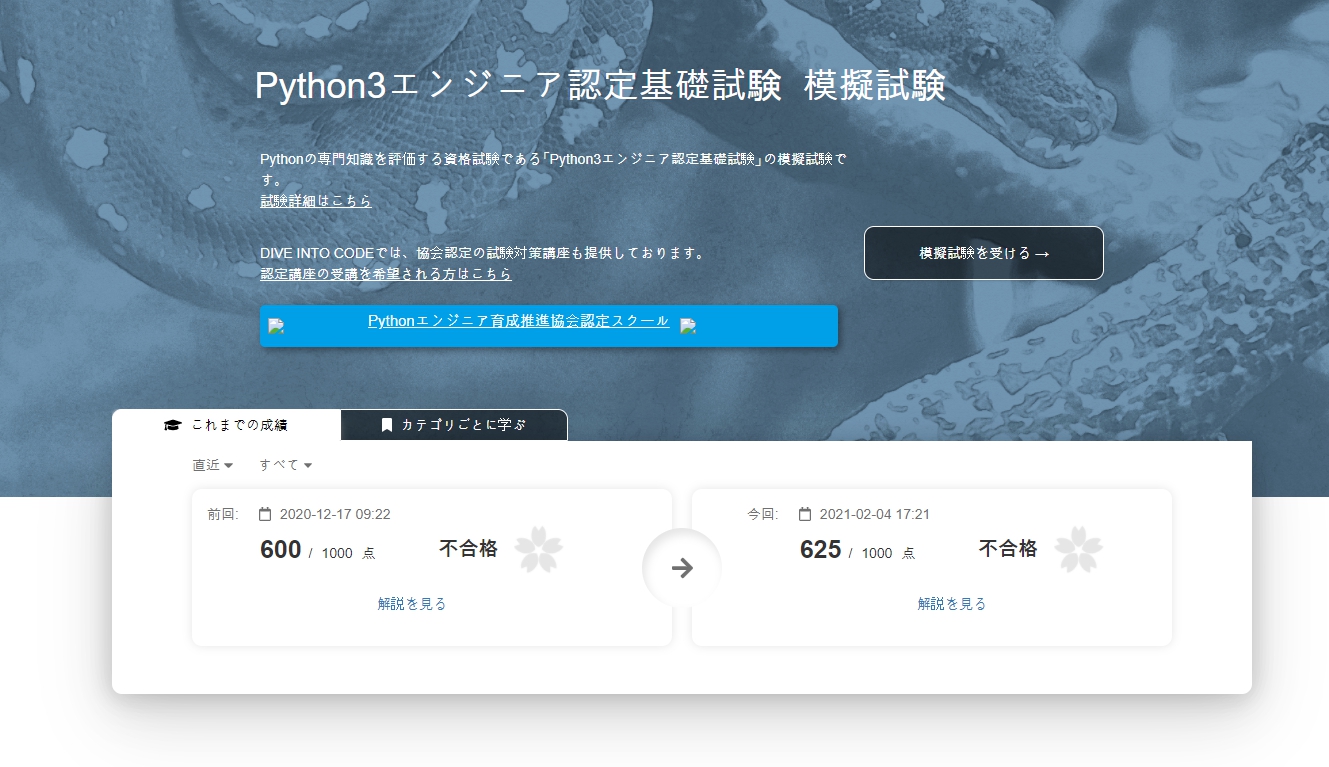 Python3エンジニア認定基礎試験 模擬試験
Pythonの専門知識を評価する資格試験である｢Python3エンジニア認定基礎試験｣の模擬試験で
す。
試験詳細はこちら
DIVE INTO CODEでは、協会認定の試験対策講座も提供しております。
認定講座の受講を希望される方はこちら
模擬試験を受ける →
Pythonエンジニア育成推進協会認定スクール
これまでの成績 カテゴリごとに学ぶ
直近 すべて
前回: 2020-12-17 09:22
600 / 1000 点 不合格
解説を見る
今回: 2021-02-04 17:21
625 / 1000 点 不合格
解説を見る